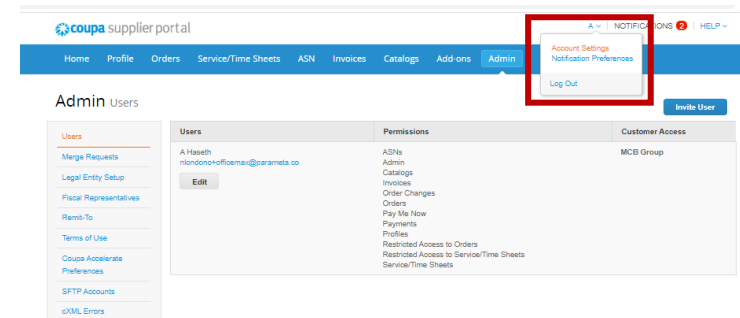 coupa supplier portal
A NOTIFICATIONS 2 HELP
Account Settings
Notification Preferences
Log Out
Home Profile Orders Service/Time Sheets ASN Invoices Catalogs Add-ons Admin
Admin Users
Invite User
Users
Merge Requests
Legal Entity Setup
Fiscal Representatives
Remit-To
Terms of Use
Coupa Accelerate
Preferences
SFTP Accounts
cXML Errors
Users Permissions Customer Access
A Haseth
nlondono+officemax@parameta.co
Edit
ASNs
Admin
Catalogs
Invoices
Order Changes
Orders
Pay Me Now
Payments
Profiles
Restricted Access to Orders
Restricted Access to Service/Time Sheets
Service/Time Sheets
MCB Group